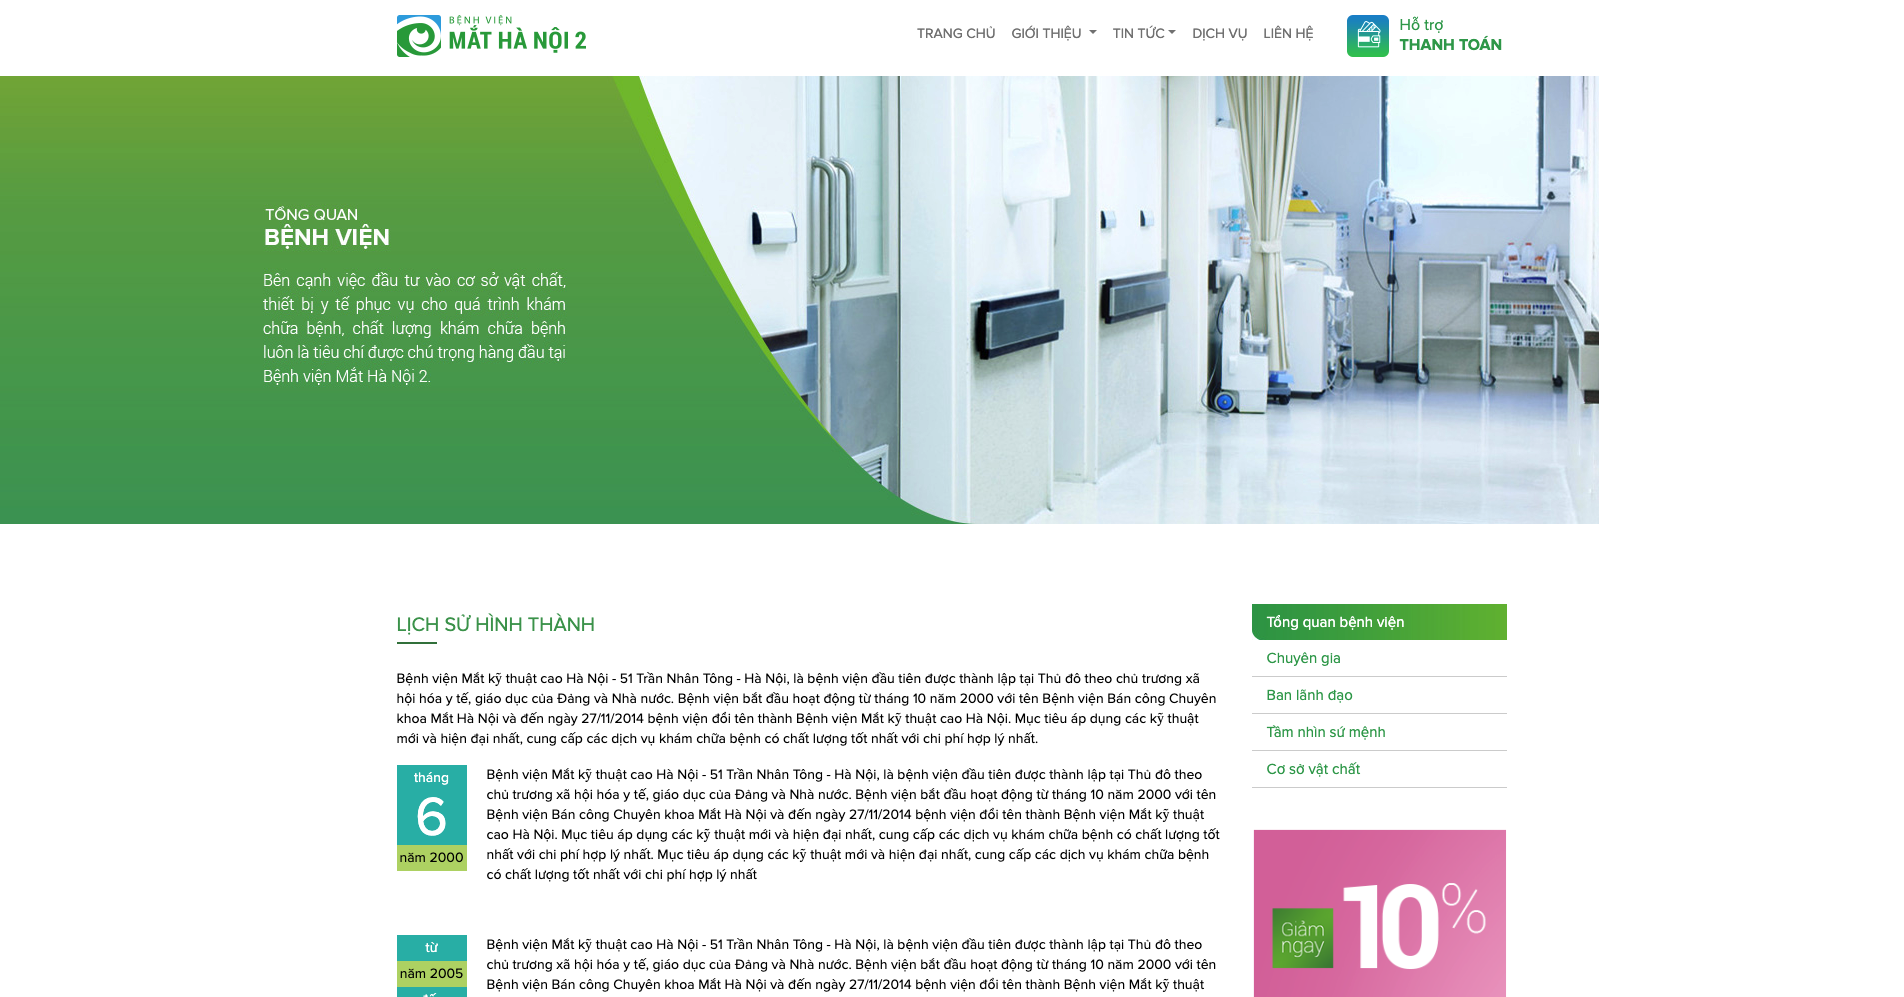 BỆNH VIỆN
MẮT HÀ NỘI 2
TRANG CHỦ GIỚI THIỆU TIN TỨC DỊCH VỤ LIÊN HỆ
Hỗ trợ
THANH TOÁN
TỔNG QUAN
BỆNH VIỆN
Bên cạnh việc đầu tư vào cơ sở vật chất,
thiết bị y tế phục vụ cho quá trình khám
chữa bệnh, chất lượng khám chữa bệnh
luôn là tiêu chí được chú trọng hàng đầu tại
Bệnh viện Mắt Hà Nội 2.
LỊCH SỬ HÌNH THÀNH
Bệnh viện Mắt kỹ thuật cao Hà Nội - 51 Trần Nhân Tông - Hà Nội, là bệnh viện đầu tiên được thành lập tại Thủ đô theo chủ trương xã
hội hóa y tế, giáo dục của Đảng và Nhà nước. Bệnh viện bắt đầu hoạt động từ tháng 10 năm 2000 với tên Bệnh viện Bán công Chuyên
khoa Mắt Hà Nội và đến ngày 27/11/2014 bệnh viện đổi tên thành Bệnh viện Mắt kỹ thuật cao Hà Nội. Mục tiêu áp dụng các kỹ thuật
mới và hiện đại nhất, cung cấp các dịch vụ khám chữa bệnh có chất lượng tốt nhất với chi phí hợp lý nhất.
tháng
6
năm 2000
Bệnh viện Mắt kỹ thuật cao Hà Nội - 51 Trần Nhân Tông - Hà Nội, là bệnh viện đầu tiên được thành lập tại Thủ đô theo
chủ trương xã hội hóa y tế, giáo dục của Đảng và Nhà nước. Bệnh viện bắt đầu hoạt động từ tháng 10 năm 2000 với tên
Bệnh viện Bán công Chuyên khoa Mắt Hà Nội và đến ngày 27/11/2014 bệnh viện đổi tên thành Bệnh viện Mắt kỹ thuật
cao Hà Nội. Mục tiêu áp dụng các kỹ thuật mới và hiện đại nhất, cung cấp các dịch vụ khám chữa bệnh có chất lượng tốt
nhất với chi phí hợp lý nhất. Mục tiêu áp dụng các kỹ thuật mới và hiện đại nhất, cung cấp các dịch vụ khám chữa bệnh
có chất lượng tốt nhất với chi phí hợp lý nhất
từ
năm 2005
Bệnh viện Mắt kỹ thuật cao Hà Nội - 51 Trần Nhân Tông - Hà Nội, là bệnh viện đầu tiên được thành lập tại Thủ đô theo
chủ trương xã hội hóa y tế, giáo dục của Đảng và Nhà nước. Bệnh viện bắt đầu hoạt động từ tháng 10 năm 2000 với tên
Bệnh viện Bán công Chuyên khoa Mắt Hà Nội và đến ngày 27/11/2014 bệnh viện đổi tên thành Bệnh viện Mắt kỹ thuật
Tổng quan bệnh viện
Chuyên gia
Ban lãnh đạo
Tầm nhìn sứ mệnh
Cơ sở vật chất
Giảm
ngay
10%